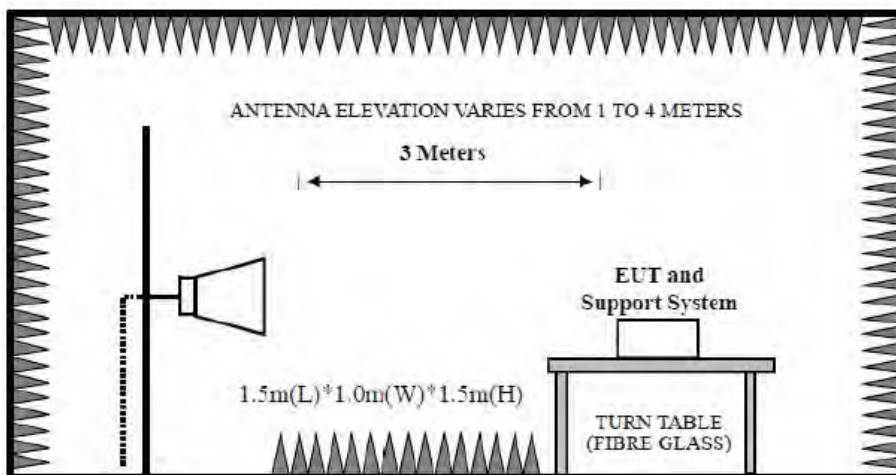 ANTENNA ELEVATION VARIES FROM 1 TO 4 METERS
3 Meters
EUT and
Support System
1.5m(L)*1.0m(W)*1.5m(H)
TURN TABLE
(FIBRE GLASS)